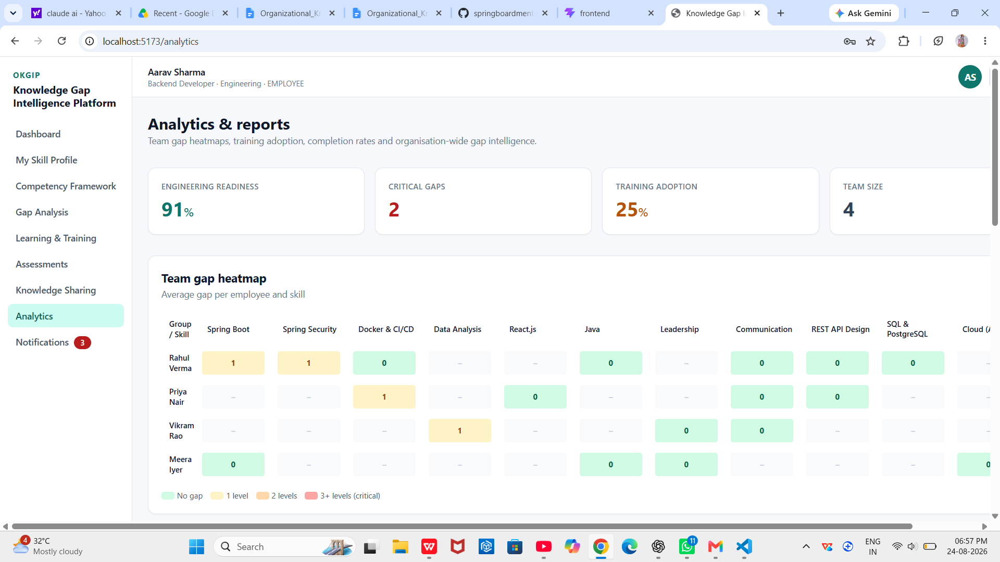 claude ai - Yahoo
Recent - Google D
Organizational_Kn
Organizational_Kn
springboardment
frontend
Knowledge Gap I
Ask Gemini
localhost:5173/analytics
OKGIP
Knowledge Gap
Intelligence Platform
Dashboard
My Skill Profile
Competency Framework
Gap Analysis
Learning & Training
Assessments
Knowledge Sharing
Analytics
Notifications 3
Aarav Sharma
Backend Developer · Engineering · EMPLOYEE
AS
Analytics & reports
Team gap heatmaps, training adoption, completion rates and organisation-wide gap intelligence.
ENGINEERING READINESS
91%
CRITICAL GAPS
2
TRAINING ADOPTION
25%
TEAM SIZE
4
Team gap heatmap
Average gap per employee and skill
Group / Skill Spring Boot Spring Security Docker & CI/CD Data Analysis React.js Java Leadership Communication REST API Design SQL & PostgreSQL Cloud (A
Rahul Verma 1 1 0 – – 0 – 0 0 0 –
Priya Nair – – 1 – 0 – – 0 0 – –
Vikram Rao – – – 1 – – 0 0 – – –
Meera Iyer 0 – – – – 0 0 – – – 0
No gap 1 level 2 levels 3+ levels (critical)
4
32°C
Mostly cloudy
Search
11
ENG
IN
06:57 PM
24-08-2026